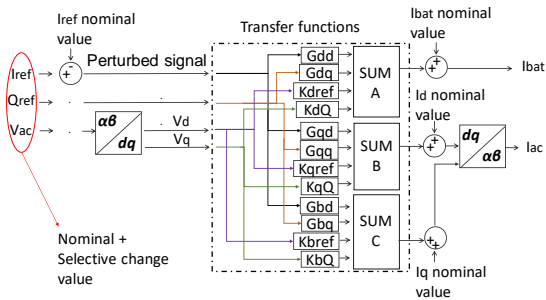 Iref nominal
value
Transfer functions
Ibat nominal
value
Iref
+
-
Perturbed signal
Qref
Vac
αβ
dq
Vd
Vq
Gdd
Gdq
Kdref
KdQ
SUM
A
Gqd
Gqq
Kqref
KqQ
SUM
B
Gbd
Gbq
Kbref
KbQ
SUM
C
+
+
Ibat
Id nominal
value
+
+
dq
αβ
Iac
+
+
Iq nominal
value
Nominal +
Selective change
value